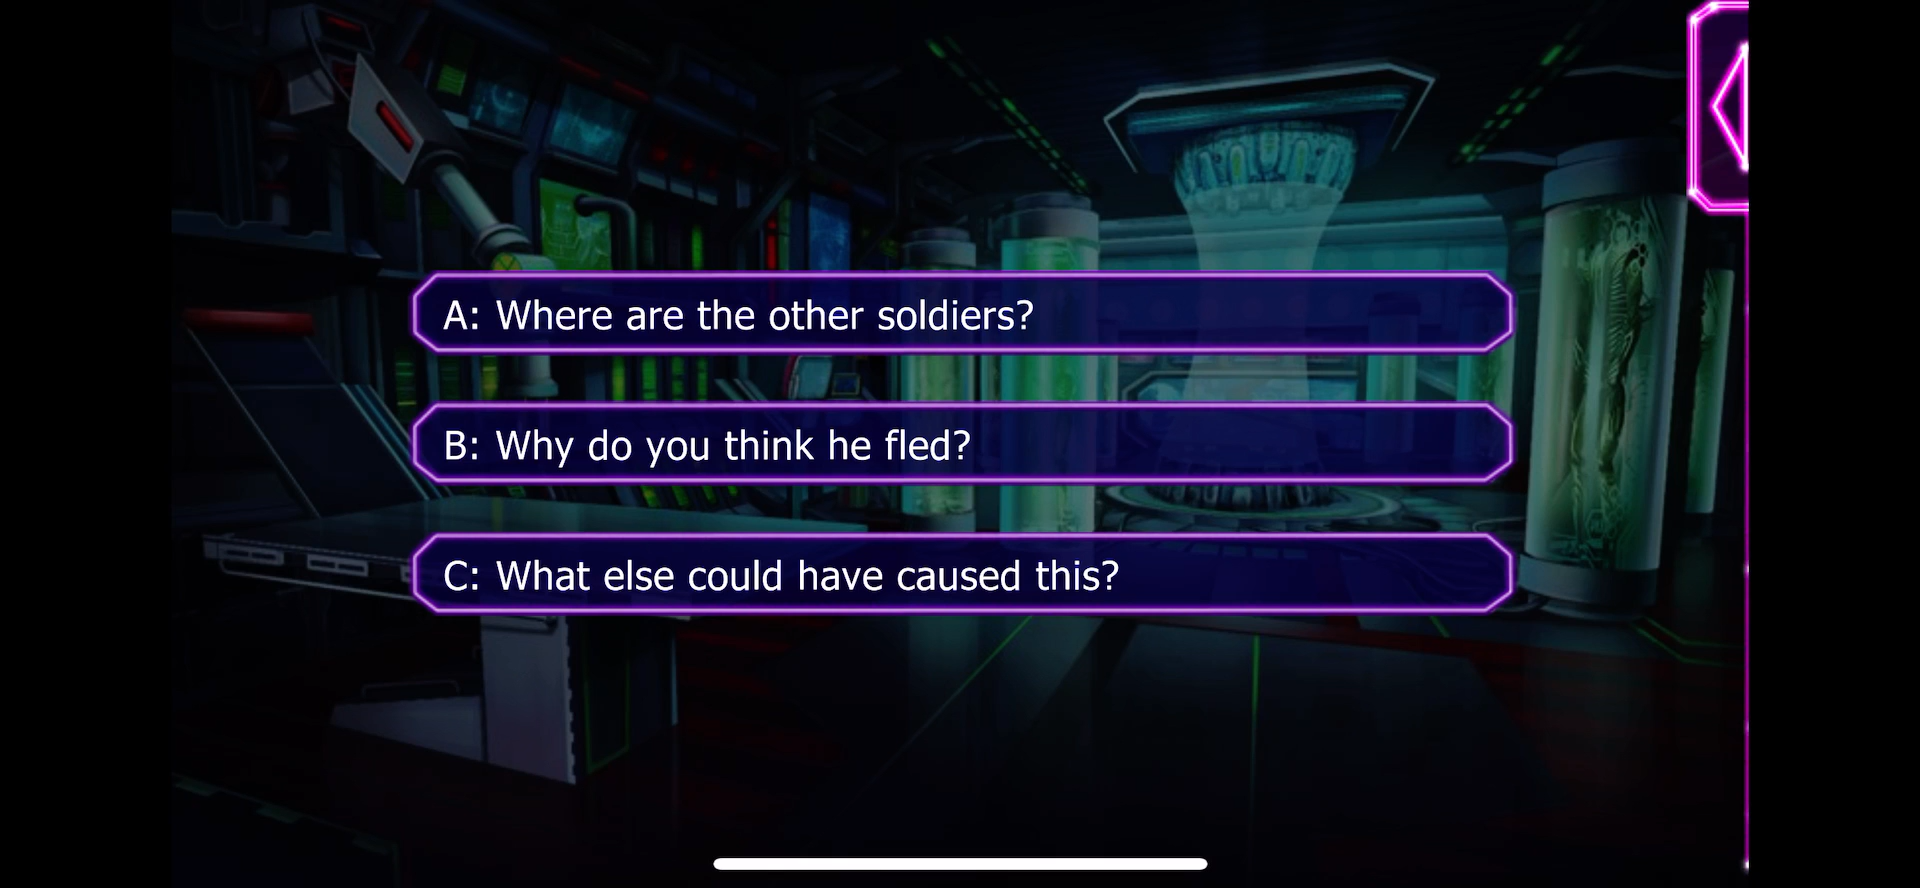 A: Where are the other soldiers?
B: Why do you think he fled?
C: What else could have caused this?